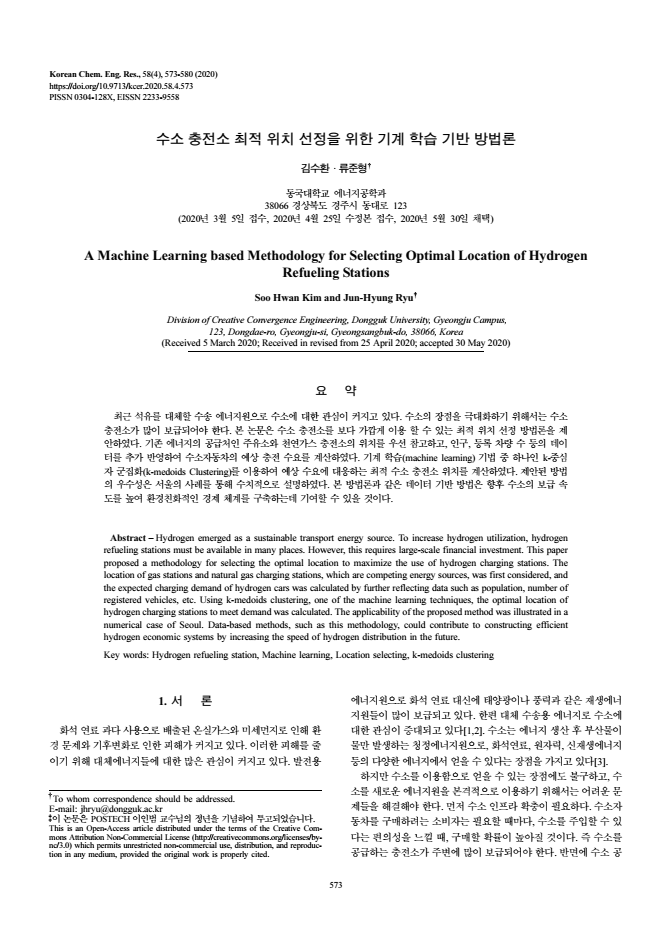 Korean Chem. Eng. Res., 58(4), 573-580 (2020)
https://doi.org/10.9713/kcer.2020.58.4.573
PISSN 0304-128X, EISSN 2233-9558
수소 충전소 최적 위치 선정을 위한 기계 학습 기반 방법론
김수환 · 류준형†
동국대학교 에너지공학과
38066 경상북도 경주시 동대로 123
(2020년 3월 5일 접수, 2020년 4월 25일 수정본 접수, 2020년 5월 30일 채택)
A Machine Learning based Methodology for Selecting Optimal Location of Hydrogen
Refueling Stations
Soo Hwan Kim and Jun-Hyung Ryu†
Division of Creative Convergence Engineering, Dongguk University, Gyeongju Campus,
123, Dongdae-ro, Gyeongju-si, Gyeongsangbuk-do, 38066, Korea
(Received 5 March 2020; Received in revised from 25 April 2020; accepted 30 May 2020)
요 약
최근 석유를 대체할 수송 에너지원으로 수소에 대한 관심이 커지고 있다. 수소의 장점을 극대화하기 위해서는 수소
충전소가 많이 보급되어야 한다. 본 논문은 수소 충전소를 보다 가깝게 이용 할 수 있는 최적 위치 선정 방법론을 제
안하였다. 기존 에너지의 공급처인 주유소와 천연가스 충전소의 위치를 우선 참고하고, 인구, 등록 차량 수 등의 데이
터를 추가 반영하여 수소자동차의 예상 충전 수요를 계산하였다. 기계 학습(machine learning) 기법 중 하나인 k-중심
자 군집화(k-medoids Clustering)를 이용하여 예상 수요에 대응하는 최적 수소 충전소 위치를 계산하였다. 제안된 방법
의 우수성은 서울의 사례를 통해 수치적으로 설명하였다. 본 방법론과 같은 데이터 기반 방법은 향후 수소의 보급 속
도를 높여 환경친화적인 경제 체계를 구축하는데 기여할 수 있을 것이다.
Abstract – Hydrogen emerged as a sustainable transport energy source. To increase hydrogen utilization, hydrogen
refueling stations must be available in many places. However, this requires large-scale financial investment. This paper
proposed a methodology for selecting the optimal location to maximize the use of hydrogen charging stations. The
location of gas stations and natural gas charging stations, which are competing energy sources, was first considered, and
the expected charging demand of hydrogen cars was calculated by further reflecting data such as population, number of
registered vehicles, etc. Using k-medoids clustering, one of the machine learning techniques, the optimal location of
hydrogen charging stations to meet demand was calculated. The applicability of the proposed method was illustrated in a
numerical case of Seoul. Data-based methods, such as this methodology, could contribute to constructing efficient
hydrogen economic systems by increasing the speed of hydrogen distribution in the future.
Key words: Hydrogen refueling station, Machine learning, Location selecting, k-medoids clustering
1. 서 론
화석 연료 과다 사용으로 배출된 온실가스와 미세먼지로 인해 환
경 문제와 기후변화로 인한 피해가 커지고 있다. 이러한 피해를 줄
이기 위해 대체에너지들에 대한 많은 관심이 커지고 있다. 발전용
†To whom correspondence should be addressed.
E-mail: jhryu@dongguk.ac.kr
‡이 논문은 POSTECH 이인범 교수님의 정년을 기념하여 투고되었습니다.
This is an Open-Access article distributed under the terms of the Creative Com-
mons Attribution Non-Commercial License (http://creativecommons.org/licenses/by-
nc/3.0) which permits unrestricted non-commercial use, distribution, and reproduc-
tion in any medium, provided the original work is properly cited.
에너지원으로 화석 연료 대신에 태양광이나 풍력과 같은 재생에너
지원들이 많이 보급되고 있다. 한편 대체 수송용 에너지로 수소에
대한 관심이 증대되고 있다[1,2]. 수소는 에너지 생산 후 부산물이
물만 발생하는 청정에너지원으로, 화석연료, 원자력, 신재생에너지
등의 다양한 에너지에서 얻을 수 있다는 장점을 가지고 있다[3].
하지만 수소를 이용함으로 얻을 수 있는 장점에도 불구하고, 수
소를 새로운 에너지원을 본격적으로 이용하기 위해서는 어려운 문
제들을 해결해야 한다. 먼저 수소 인프라 확충이 필요하다. 수소자
동차를 구매하려는 소비자는 필요할 때마다, 수소를 주입할 수 있
다는 편의성을 느낄 때, 구매할 확률이 높아질 것이다. 즉 수소를
공급하는 충전소가 주변에 많이 보급되어야 한다. 반면에 수소 공
573